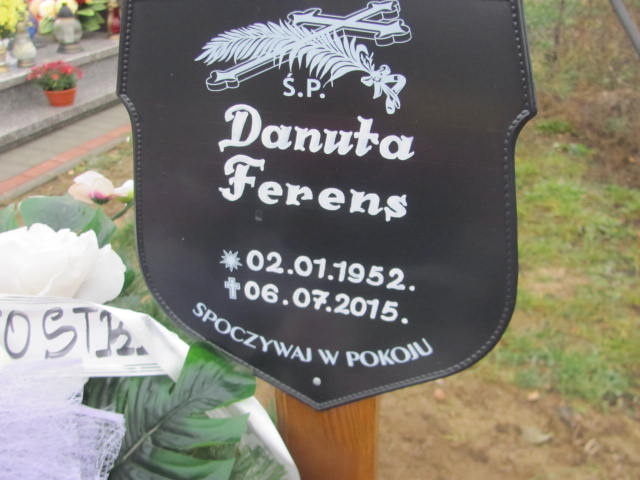 Ś.P.
Danuta
Ferens
02.01.1952.
06.07.2015.
SPOCZYWAJ W POKOJU